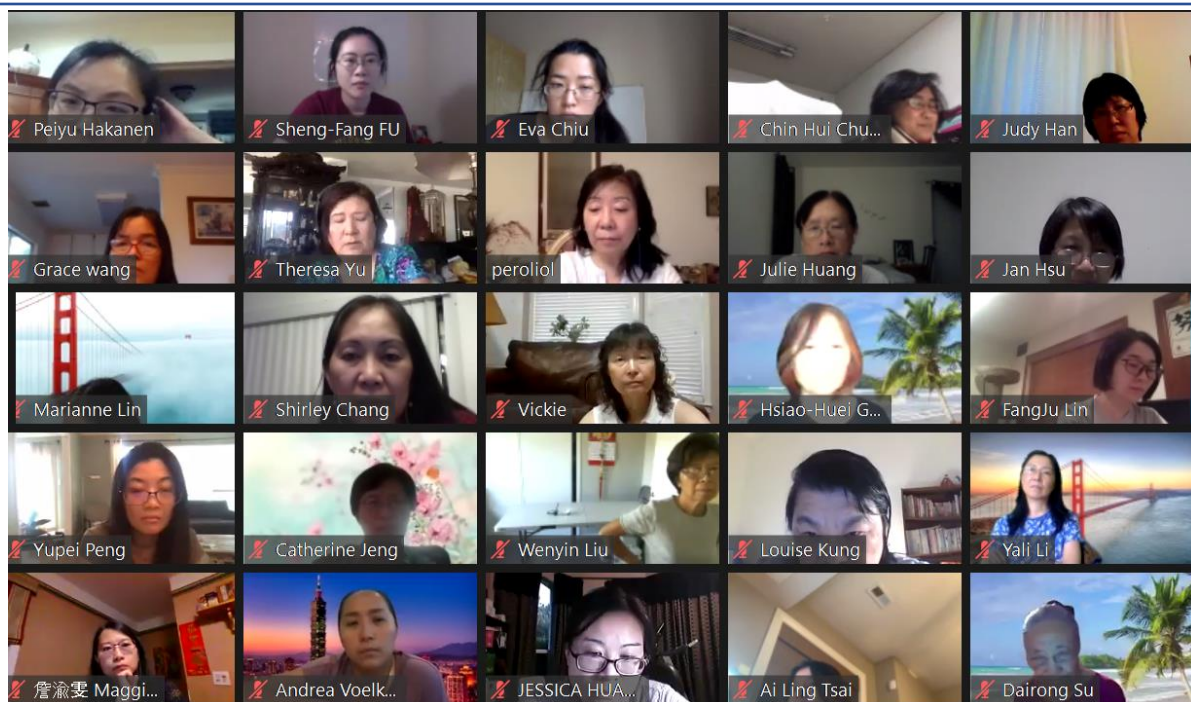 Peiyu Hakanen
Sheng-Fang FU
Eva Chiu
Chin Hui Chu...
Judy Han
Grace wang
Theresa Yu
peroliol
Julie Huang
Jan Hsu
Marianne Lin
Shirley Chang
Vickie
Hsiao-Huei G...
FangJu Lin
Yupei Peng
Catherine Jeng
Wenyin Liu
Louise Kung
Yali Li
詹渝雯 Maggi...
Andrea Voelk...
JESSICA HUA...
Ai Ling Tsai
Dairong Su